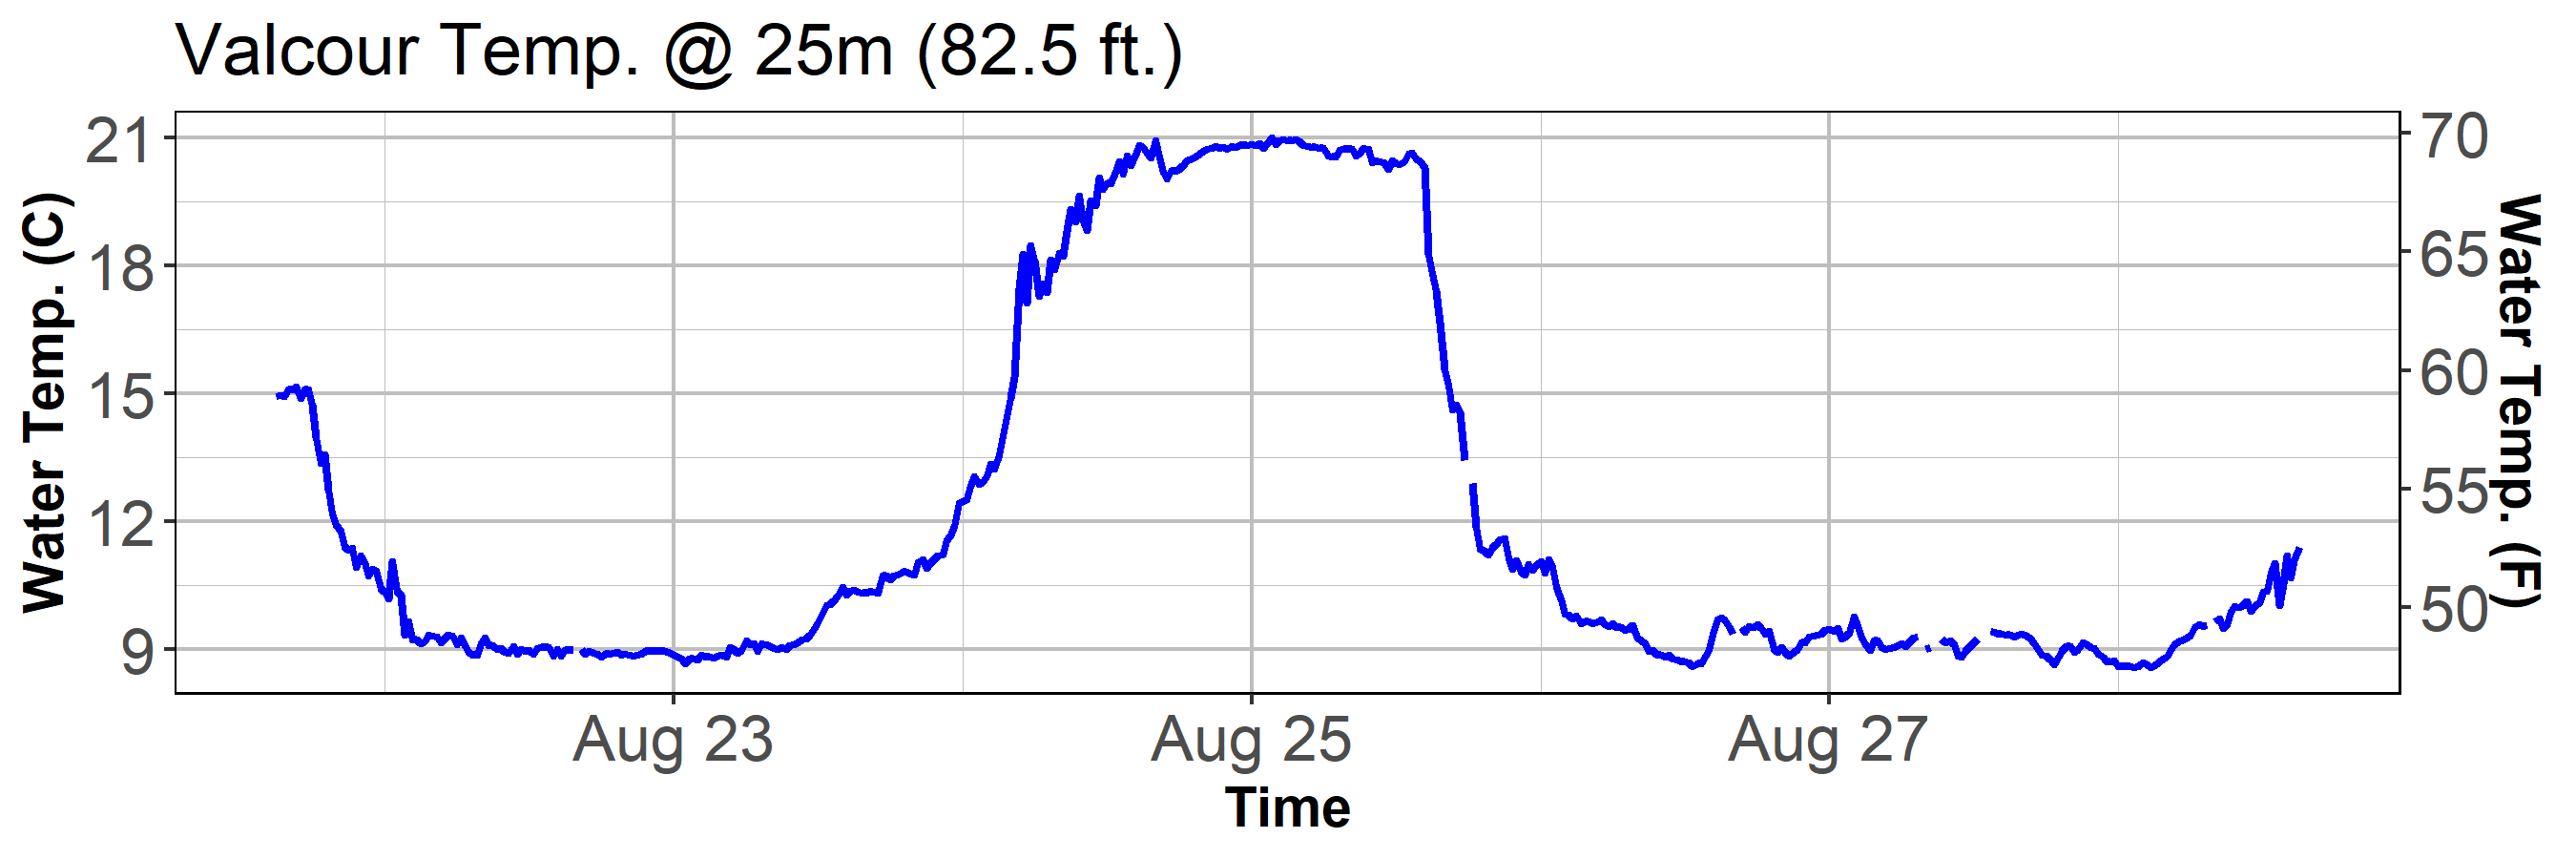 Valcour Temp. @ 25m (82.5 ft.)
Water Temp. (C)
21
18
15
12
9
70
65
60
55
50
Water Temp. (F)
Aug 23
Aug 25
Aug 27
Time